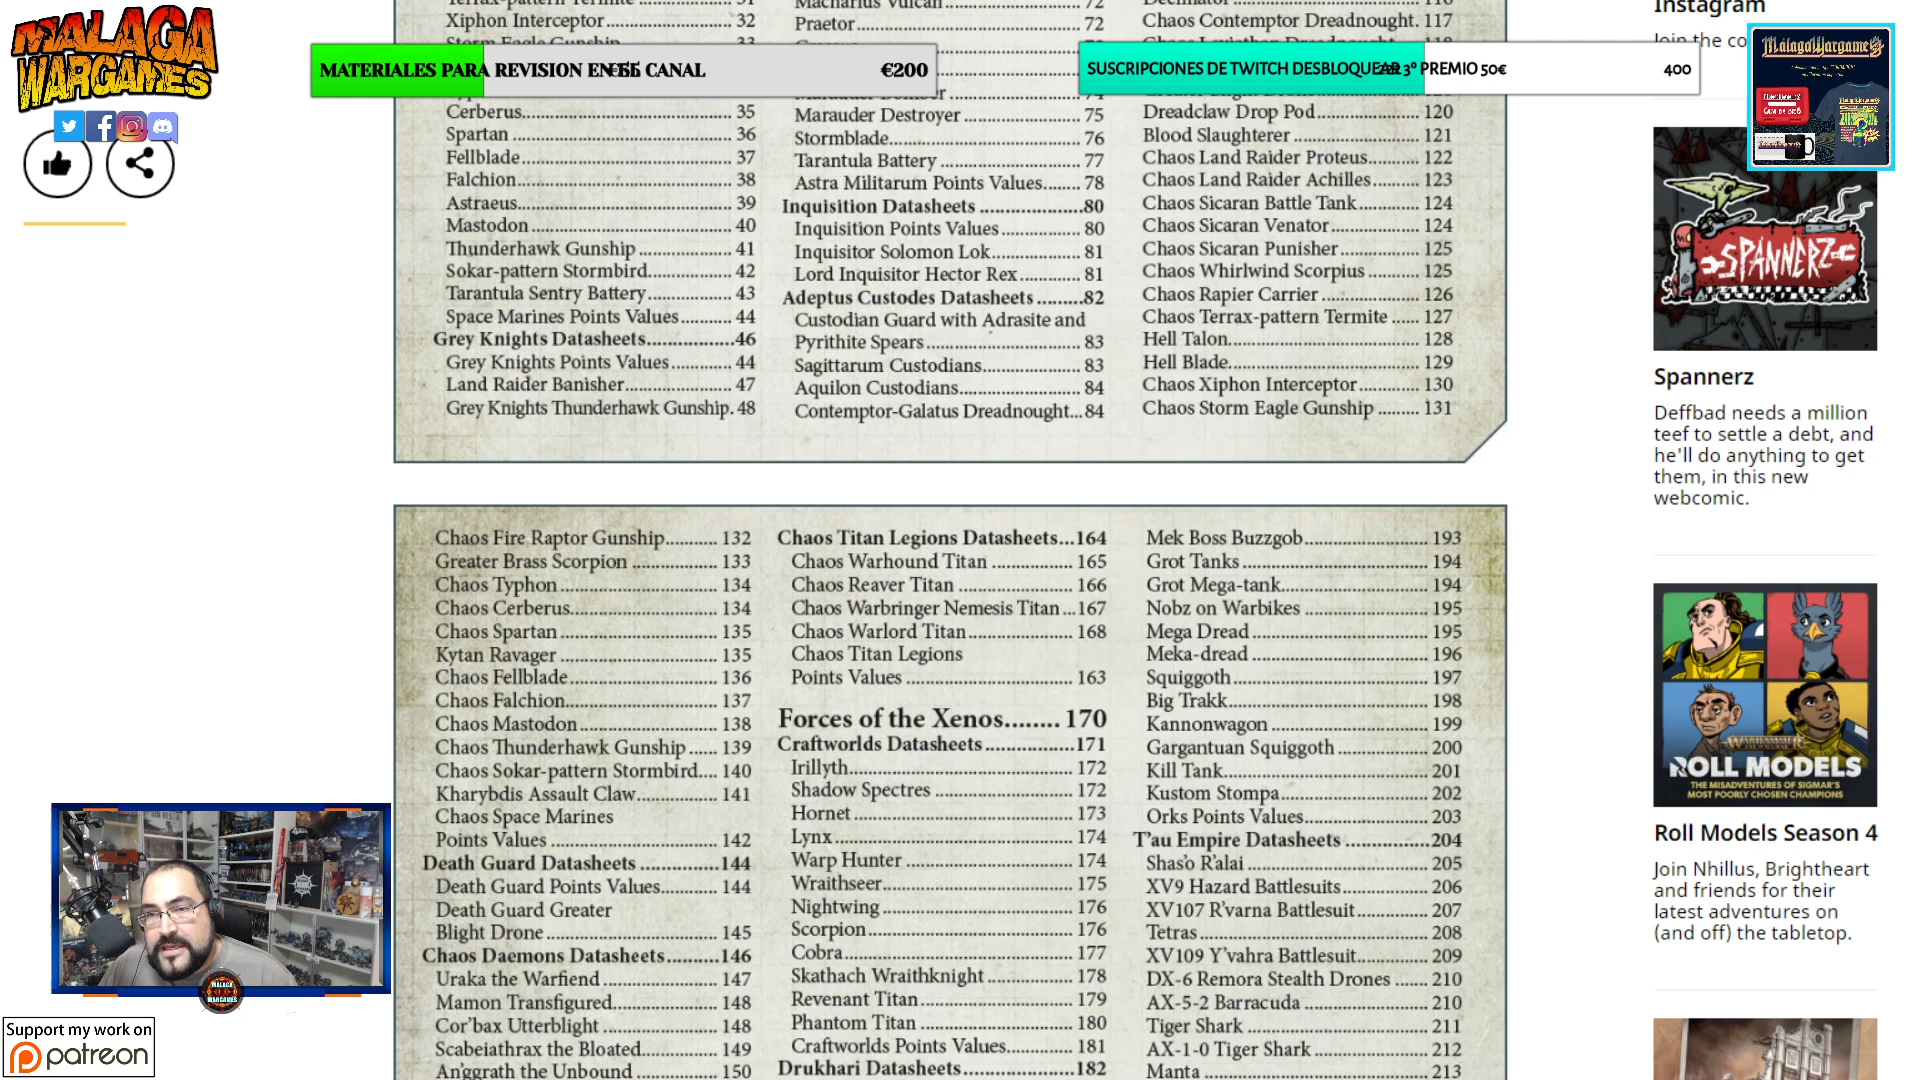 MALAGA
WARGAMES
MATERIALES PARA REVISION EN EL CANAL
€200
SUSCRIPCIONES DE TWITCH DESBLOQUEAR 3º PREMIO 50€
400
MálagaWargames
Xiphon Interceptor 32
Cerberus 35
Spartan 36
Fellblade 37
Falchion 38
Astraeus 39
Mastodon 40
Thunderhawk Gunship 41
Sokar-pattern Stormbird 42
Tarantula Sentry Battery 43
Space Marines Points Values 44
Grey Knights Datasheets 46
Grey Knights Points Values 44
Land Raider Banisher 47
Grey Knights Thunderhawk Gunship. 48
Praetor 72
Marauder Destroyer 75
Stormblade 76
Tarantula Battery 77
Astra Militarum Points Values 78
Inquisition Datasheets 80
Inquisition Points Values 80
Inquisitor Solomon Lok 81
Lord Inquisitor Hector Rex 81
Adeptus Custodes Datasheets 82
Custodian Guard with Adrasite and
Pyrithite Spears 83
Sagittarum Custodians 83
Aquilon Custodians 84
Contemptor-Galatus Dreadnought... 84
Chaos Contemptor Dreadnought. 117
Dreadclaw Drop Pod 120
Blood Slaughterer 121
Chaos Land Raider Proteus 122
Chaos Land Raider Achilles 123
Chaos Sicaran Battle Tank 124
Chaos Sicaran Venator 124
Chaos Sicaran Punisher 125
Chaos Whirlwind Scorpius 125
Chaos Rapier Carrier 126
Chaos Terrax-pattern Termite 127
Hell Talon 128
Hell Blade 129
Chaos Xiphon Interceptor 130
Chaos Storm Eagle Gunship 131
Chaos Fire Raptor Gunship 132
Greater Brass Scorpion 133
Chaos Typhon 134
Chaos Cerberus 134
Chaos Spartan 135
Kytan Ravager 135
Chaos Fellblade 136
Chaos Falchion 137
Chaos Mastodon 138
Chaos Thunderhawk Gunship 139
Chaos Sokar-pattern Stormbird 140
Kharybdis Assault Claw 141
Chaos Space Marines
Points Values 142
Death Guard Datasheets 144
Death Guard Points Values 144
Death Guard Greater
Blight Drone 145
Chaos Daemons Datasheets 146
Uraka the Warfiend 147
Mamon Transfigured 148
Cor'bax Utterblight 148
Scabeiathrax the Bloated 149
An'ggrath the Unbound 150
Chaos Titan Legions Datasheets 164
Chaos Warhound Titan 165
Chaos Reaver Titan 166
Chaos Warbringer Nemesis Titan 167
Chaos Warlord Titan 168
Chaos Titan Legions
Points Values 163
Forces of the Xenos 170
Craftworlds Datasheets 171
Irillyth 172
Shadow Spectres 172
Hornet 173
Lynx 174
Warp Hunter 174
Wraithseer 175
Nightwing 176
Scorpion 176
Cobra 177
Skathach Wraithknight 178
Revenant Titan 179
Phantom Titan 180
Craftworlds Points Values 181
Drukhari Datasheets 182
Mek Boss Buzzgob 193
Grot Tanks 194
Grot Mega-tank 194
Nobz on Warbikes 195
Mega Dread 195
Meka-dread 196
Squiggoth 197
Big Trakk 198
Kannonwagon 199
Gargantuan Squiggoth 200
Kill Tank 201
Kustom Stompa 202
Orks Points Values 203
T'au Empire Datasheets 204
Shas'o R'alai 205
XV9 Hazard Battlesuits 206
XV107 R'varna Battlesuit 207
Tetras 208
XV109 Y'vahra Battlesuit 209
DX-6 Remora Stealth Drones 210
AX-5-2 Barracuda 210
Tiger Shark 211
AX-1-0 Tiger Shark 212
Manta 213
Instagram
SPANNERZ
Spannerz
Deffbad needs a million
teef to settle a debt, and
he'll do anything to get
them, in this new
webcomic.
WARHAMMER
ROLL MODELS
THE MISADVENTURES OF SIGMAR'S
MOST POORLY CHOSEN CHAMPIONS
Roll Models Season 4
Join Nhillus, Brightheart
and friends for their
latest adventures on
(and off) the tabletop.
MALAGA
WARGAMES
Support my work on
patreon